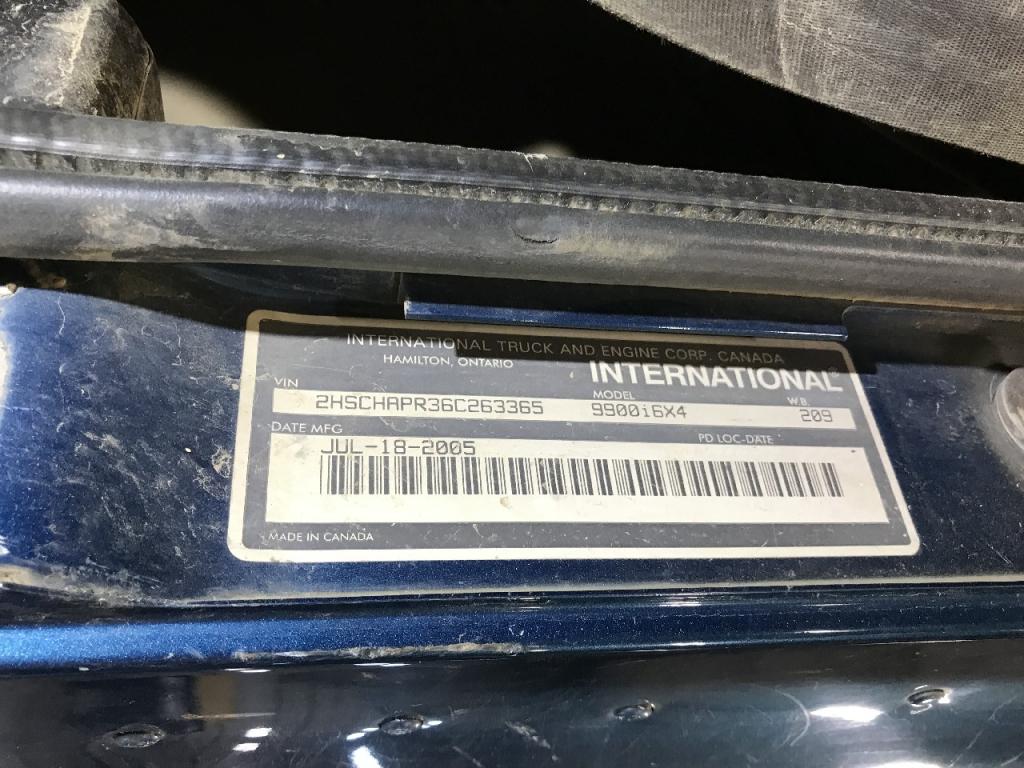 INTERNATIONAL TRUCK AND ENGINE CORP. CANADA
HAMILTON, ONTARIO
INTERNATIONAL®
VIN MODEL W.B.
2HSCHAPR36C263365 9900i6X4 209
DATE MFG PD LOC-DATE
JUL-18-2005
MADE IN CANADA